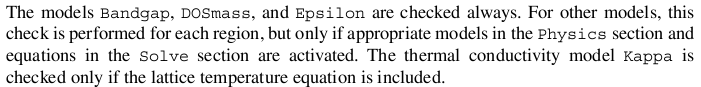 The models Bandgap, DOSmass, and Epsilon are checked always. For other models, this
check is performed for each region, but only if appropriate models in the Physics section and
equations in the Solve section are activated. The thermal conductivity model Kappa is
checked only if the lattice temperature equation is included.